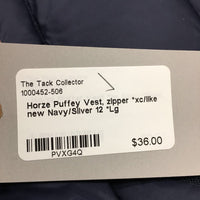 The Tack Collector
1000452-506
Horze Puffey Vest, zipper *xc/like
new Navy/Silver 12 *Lg
$36.00
PVXG4Q